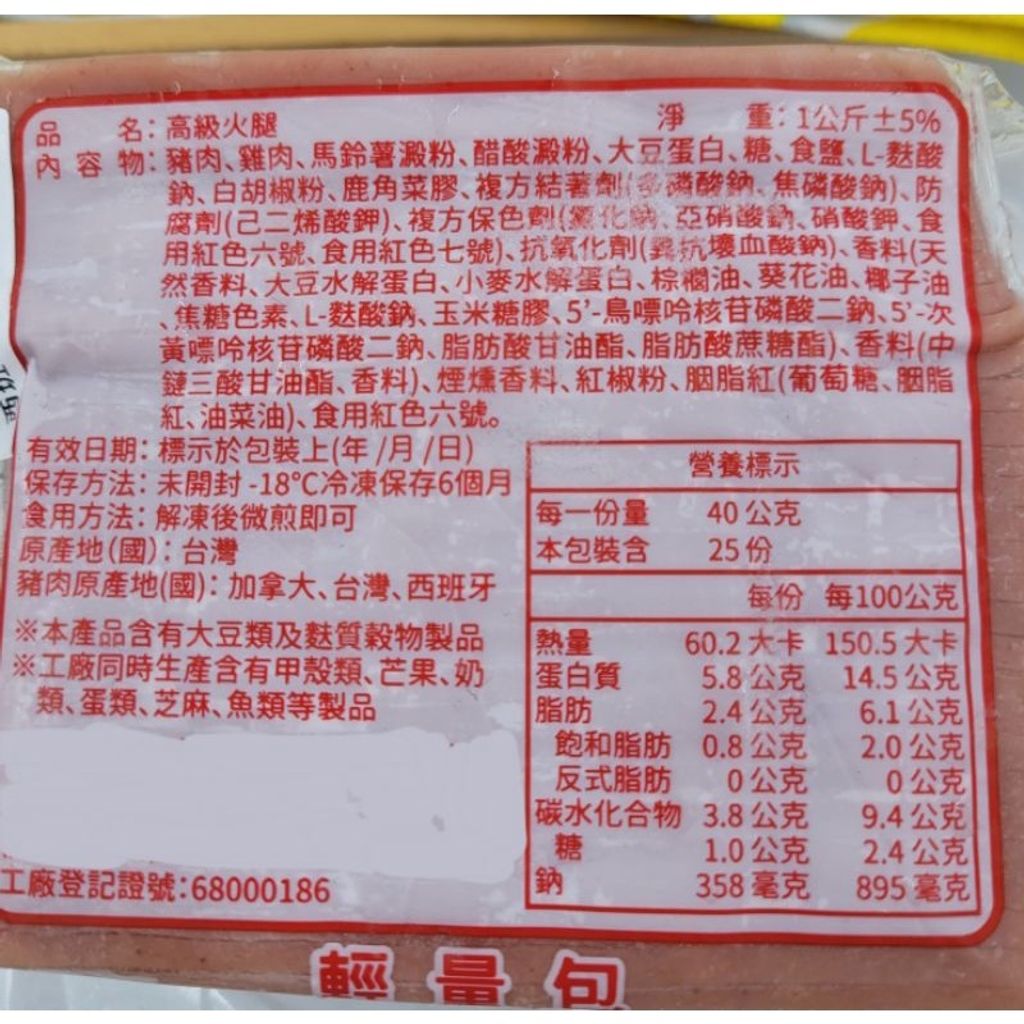 品 名：高級火腿 淨 重：1公斤±5%
內容物：豬肉、雞肉、馬鈴薯澱粉、醋酸澱粉、大豆蛋白、糖、食鹽、L-麩酸
鈉、白胡椒粉、鹿角菜膠、複方結著劑(多磷酸鈉、焦磷酸鈉)、防
腐劑(己二烯酸鉀)、複方保色劑(氯化鈉、亞硝酸鈉、硝酸鉀、食
用紅色六號、食用紅色七號)、抗氧化劑(異抗壞血酸鈉)、香料(天
然香料、大豆水解蛋白、小麥水解蛋白、棕櫚油、葵花油、椰子油
、焦糖色素、L-麩酸鈉、玉米糖膠、5'-鳥嘌呤核苷磷酸二鈉、5'-次
黃嘌呤核苷磷酸二鈉、脂肪酸甘油酯、脂肪酸蔗糖酯)、香料(中
鏈三酸甘油酯、香料)、煙燻香料、紅椒粉、胭脂紅(葡萄糖、胭脂
紅、油菜油)、食用紅色六號。
有效日期：標示於包裝上(年/月/日)
保存方法：未開封-18℃冷凍保存6個月
食用方法：解凍後微煎即可
原產地(國)：台灣
豬肉原產地(國)：加拿大、台灣、西班牙
※本產品含有大豆類及麩質穀物製品
※工廠同時生產含有甲殼類、芒果、奶
類、蛋類、芝麻、魚類等製品
工廠登記證號：68000186
營養標示
每一份量 40公克
本包裝含 25份
每份 每100公克
熱量 60.2大卡 150.5大卡
蛋白質 5.8公克 14.5公克
脂肪 2.4公克 6.1公克
飽和脂肪 0.8公克 2.0公克
反式脂肪 0公克 0公克
碳水化合物 3.8公克 9.4公克
糖 1.0公克 2.4公克
鈉 358毫克 895毫克
輕量包